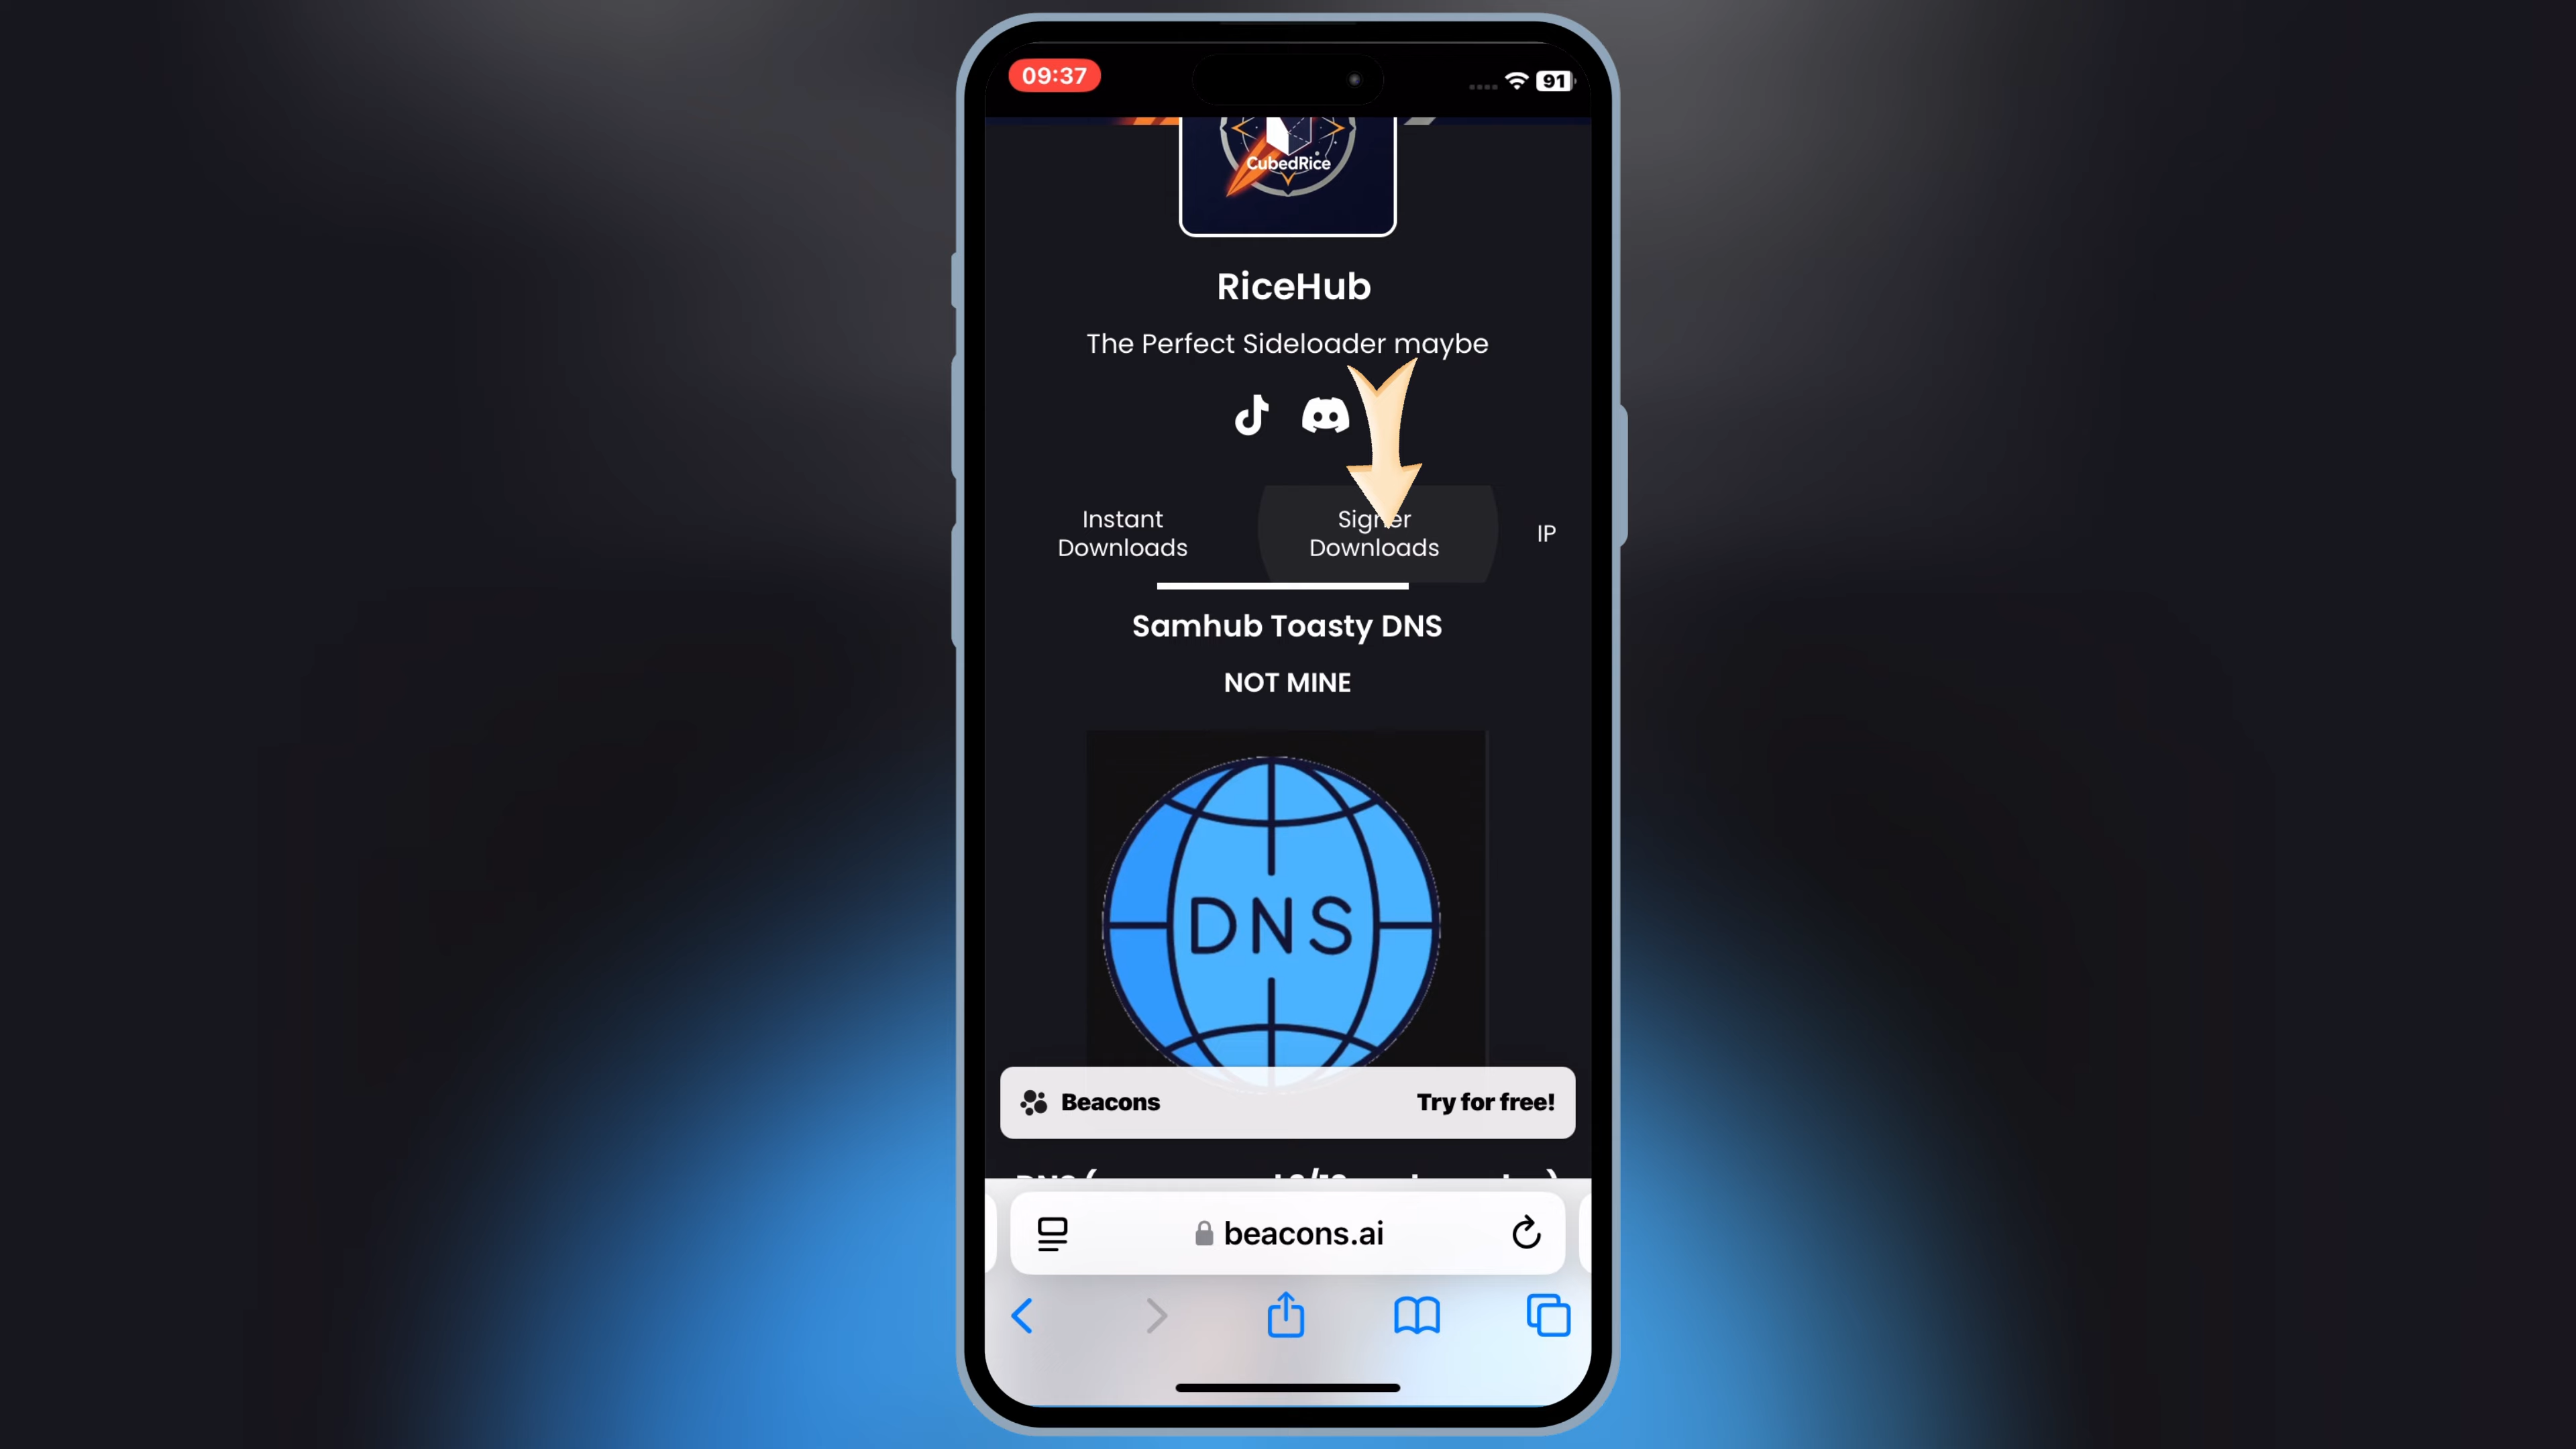 09:37
91
CubedRice
RiceHub
The Perfect Sideloader maybe
Instant
Downloads
Signer
Downloads
IP
Samhub Toasty DNS
NOT MINE
DNS
Beacons
Try for free!
beacons.ai